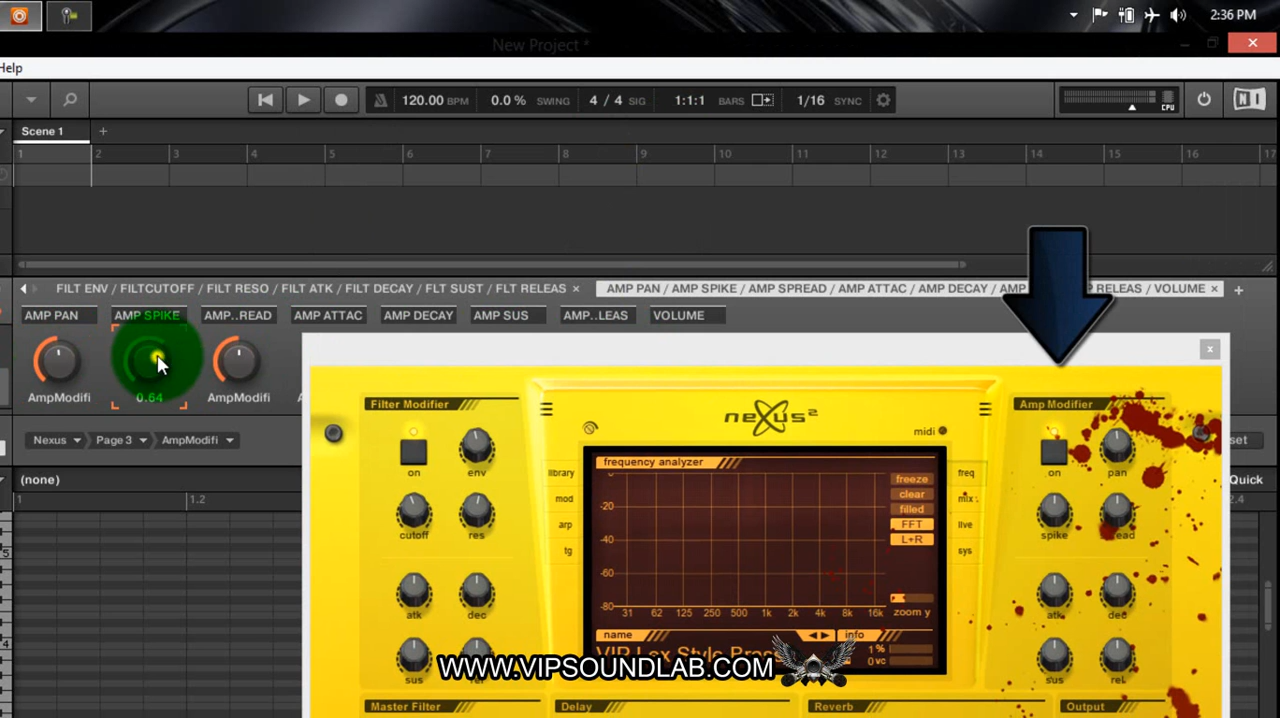 2:36 PM
New Project *
Help
120.00 BPM 0.0 % SWING 4 / 4 SIG 1:1:1 BARS 1/16 SYNC CPU NI
Scene 1 +
1 2 3 4 5 6 7 8 9 10 11 12 13 14 15 16 17
FILT ENV / FILTCUTOFF / FILT RESO / FILT ATK / FILT DECAY / FLT SUST / FLT RELEAS × AMP PAN / AMP SPIKE / AMP SPREAD / AMP ATTAC / AMP DECAY / RELEAS / VOLUME × +
AMP PAN AMP SPIKE AMP..READ AMP ATTAC AMP DECAY AMP SUS AMP..LEAS VOLUME
x
AmpModifi 0.64 AmpModifi
Filter Modifier nexus2 Amp Modifier
midi
Nexus Page 3 AmpModifi
on env library frequency analyzer freq on pan
(none) freeze Quick
1 1.2 mod -20 clear mix
filled
cutoff res arp FFT live spike
-40 L+R
tg sys
5
-60
atk dec -80 31 62 125 250 500 1k 2k 4k 8k 16k zoom y atk dec
name info
4 1 %
0 vc
sus sus rel
WWW.VIPSOUNDLAB.COM
Master Filter Delay Reverb Output